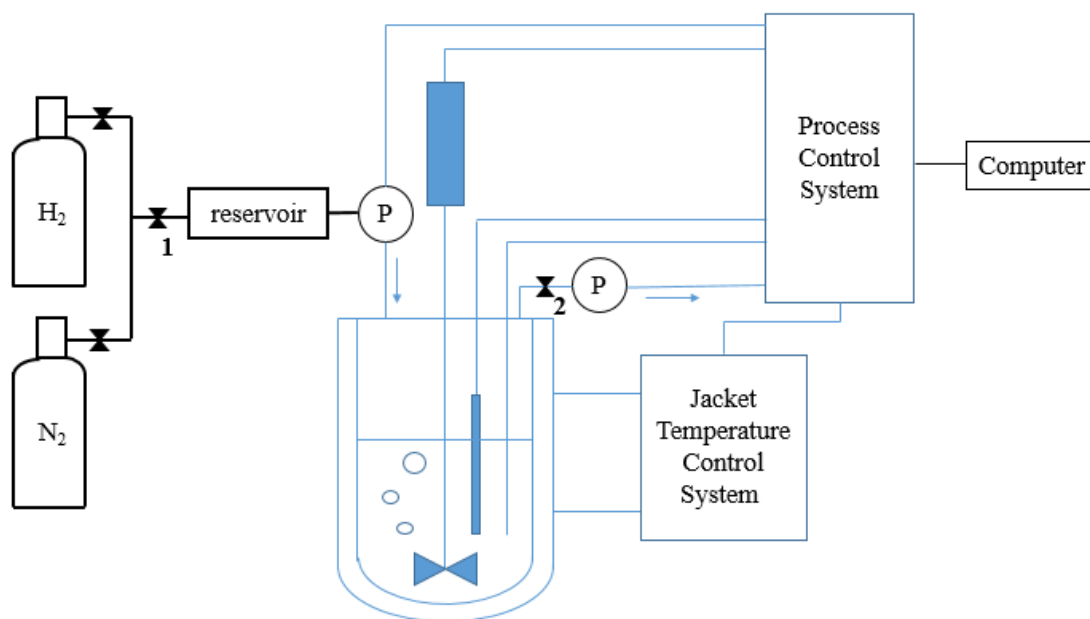 H₂
N₂
1
reservoir
P
2
P
Process
Control
System
Computer
Jacket
Temperature
Control
System